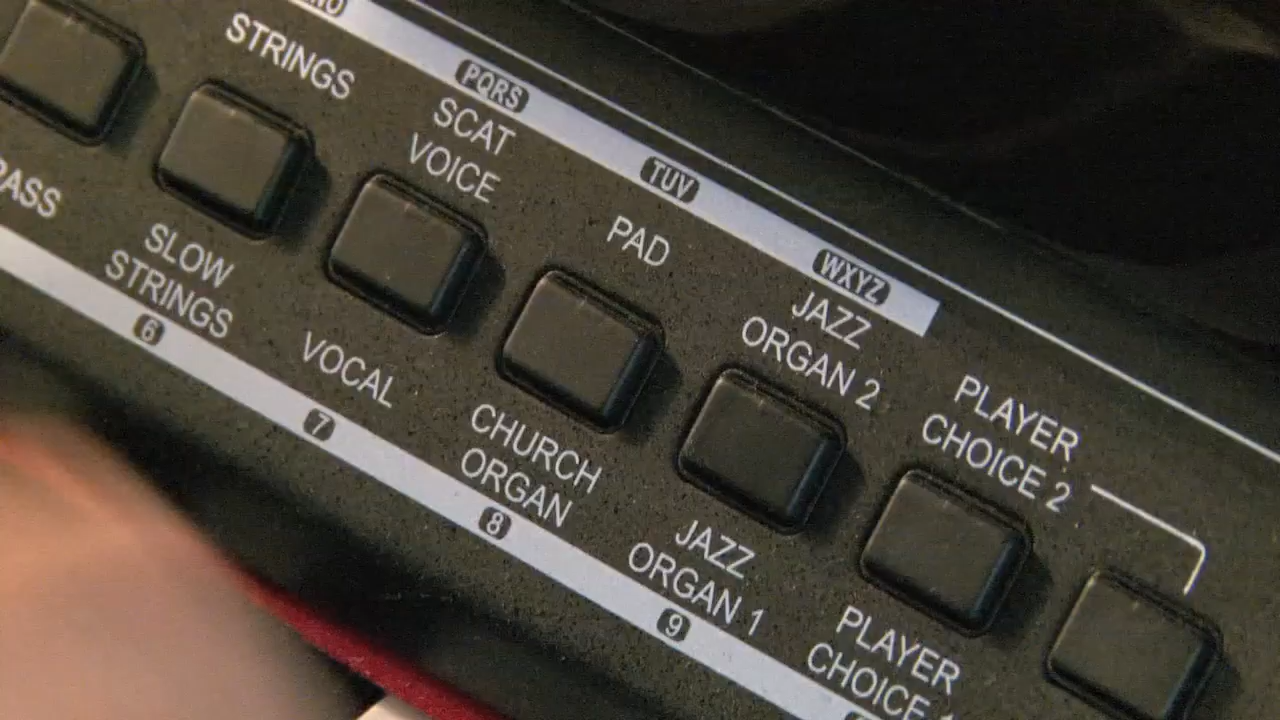 STRINGS
PQRS
SCAT
VOICE
TUV
PAD
WXYZ
JAZZ
ORGAN 2
PLAYER
CHOICE 2
SLOW
STRINGS
6
VOCAL
7
CHURCH
ORGAN
8
JAZZ
ORGAN 1
9
PLAYER
CHOICE